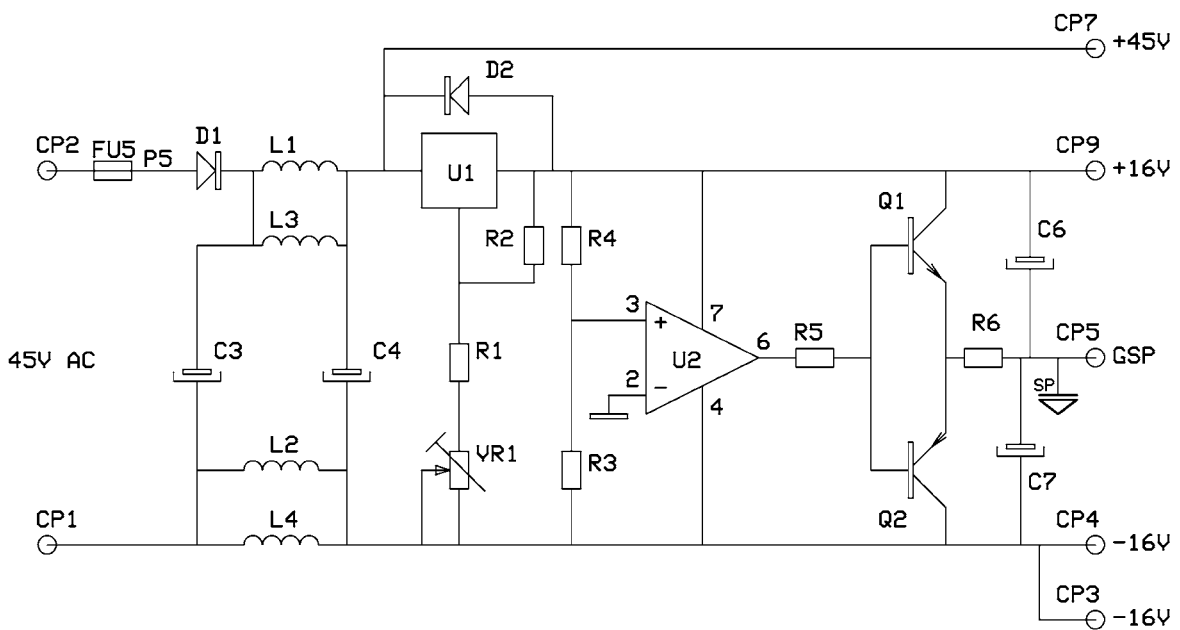 CP7
+45V
D2
CP2
FU5
P5
D1
L1
U1
CP9
+16V
L3
R2
R4
Q1
C6
3
+
7
U2
6
R5
R6
CP5
GSP
45V AC
C3
C4
R1
2
-
4
SP
L2
VR1
R3
C7
Q2
CP1
L4
CP4
-16V
CP3
-16V